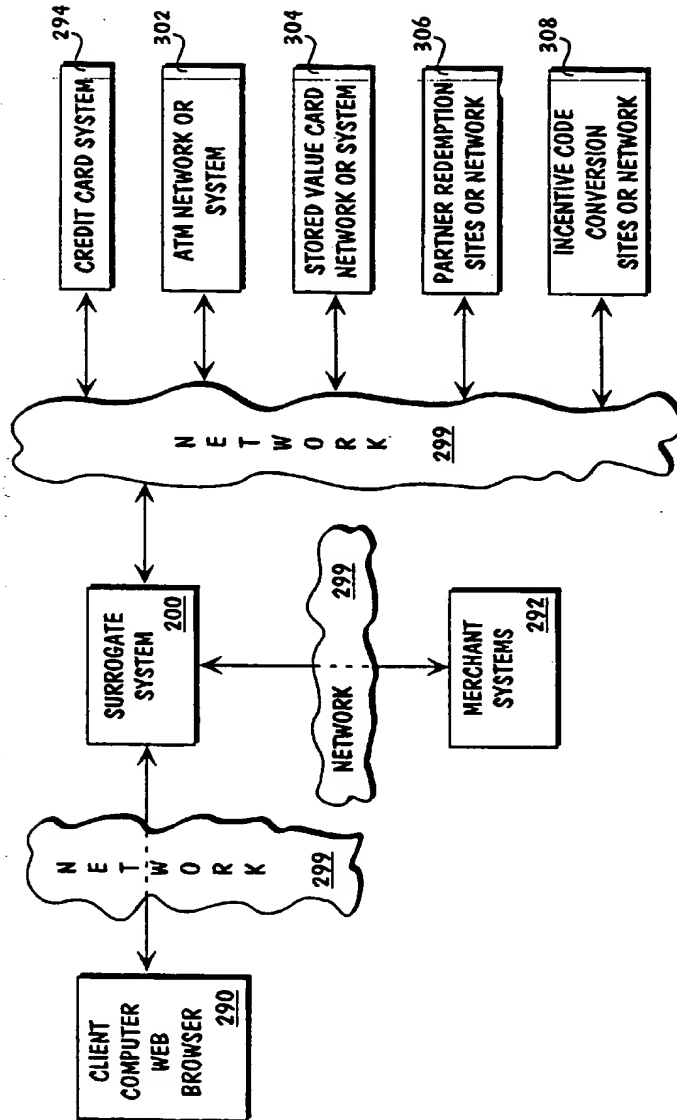 CLIENT
COMPUTER
WEB
BROWSER
290
NETWORK
299
SURROGATE
SYSTEM
200
NETWORK
299
MERCHANT
SYSTEMS
292
NETWORK
299
CREDIT CARD SYSTEM
294
ATM NETWORK OR
SYSTEM
302
STORED VALUE CARD
NETWORK OR SYSTEM
304
PARTNER REDEMPTION
SITES OR NETWORK
306
INCENTIVE CODE
CONVERSION
SITES OR NETWORK
308